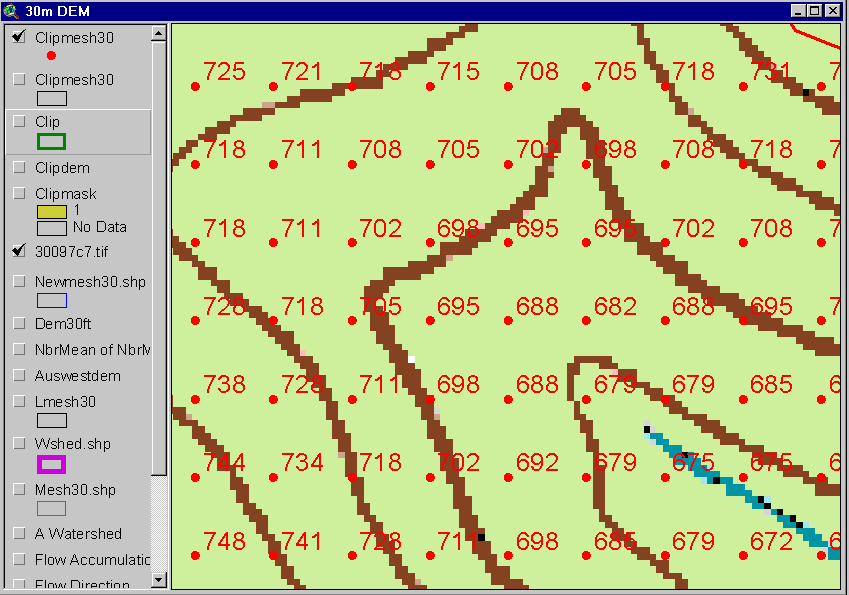 30m DEM
Clipmesh30
Clipmesh30
Clip
Clipdem
Clipmask
1
No Data
30097c7.tif
Newmesh30.shp
Dem30ft
NbrMean of NbrM
Auswestdem
Lmesh30
Wshed.shp
Mesh30.shp
A Watershed
Flow Accumulatic
Flow Direction
725 721 718 715 708 705 718 731 7
718 711 708 705 702 698 708 718 7
718 711 702 698 695 695 702 708 7
728 718 705 695 688 682 688 695 7
738 728 711 698 688 679 679 685 6
744 734 718 702 692 679 675 675 6
748 741 728 711 698 685 679 672 6